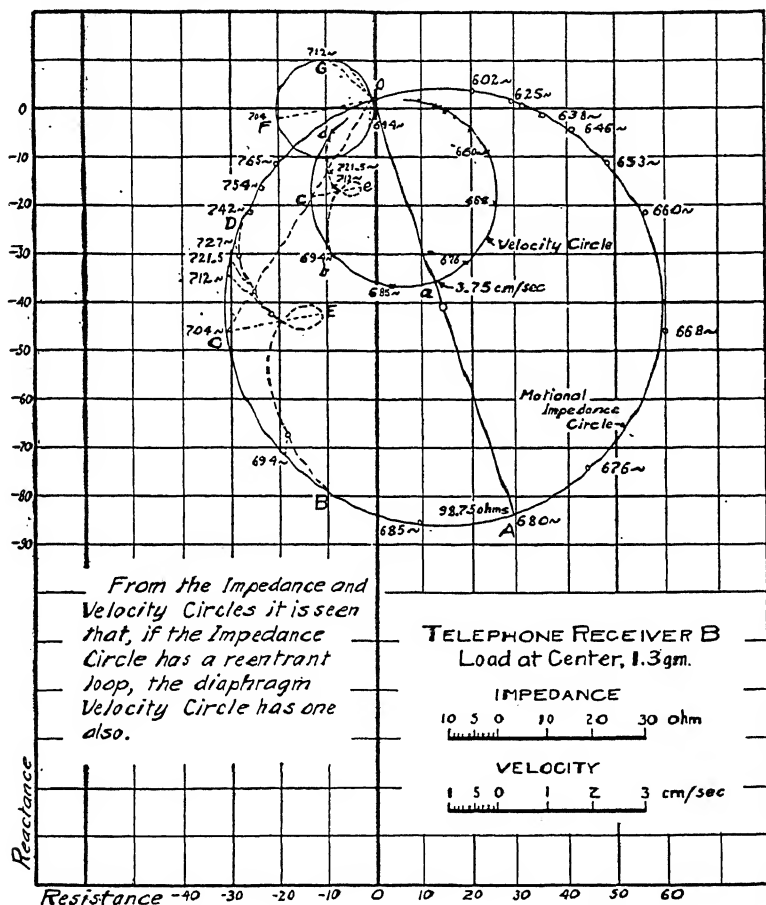 712~
G
O
602~
625~
638~
646~
653~
660~
668~
676~
680~
A
98.75 ohms
685~
B
694~
704~
C
712~
721.5
727~
D
742~
754~
765~
704
F
644~
660~
668
676
685~
694~
721.5~
712~
e
c
d
a
E
Velocity Circle
3.75 cm/sec
Motional
Impedance
Circle
0
-10
-20
-30
-40
-50
-60
-70
-80
-90
Reactance
From the Impedance and
Velocity Circles it is seen
that, if the Impedance
Circle has a reentrant
loop, the diaphragm
Velocity Circle has one
also.
TELEPHONE RECEIVER B
Load at Center, 1.3gm.
IMPEDANCE
10 5 0 10 20 30 ohm
VELOCITY
1 5 0 1 2 3 cm/sec
Resistance -40 -30 -20 -10 0 10 20 30 40 50 60